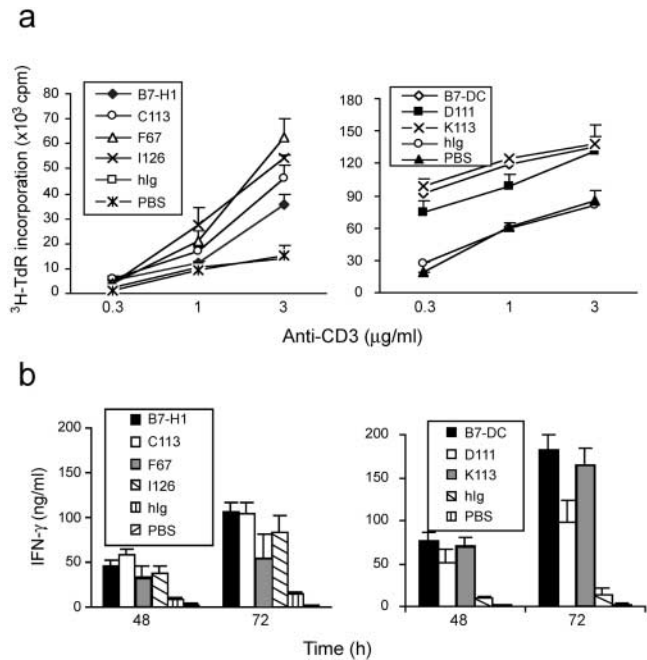 a
³H-TdR incorporation (x10³ cpm)
80
70
60
50
40
30
20
10
0
B7-H1
C113
F67
I126
hIg
PBS
0.3
1
3
180
150
120
90
60
30
0
B7-DC
D111
K113
hIg
PBS
0.3
1
3
Anti-CD3 (μg/ml)
b
IFN-γ (ng/ml)
200
150
100
50
0
B7-H1
C113
F67
I126
hIg
PBS
48
72
200
150
100
50
0
B7-DC
D111
K113
hIg
PBS
48
72
Time (h)